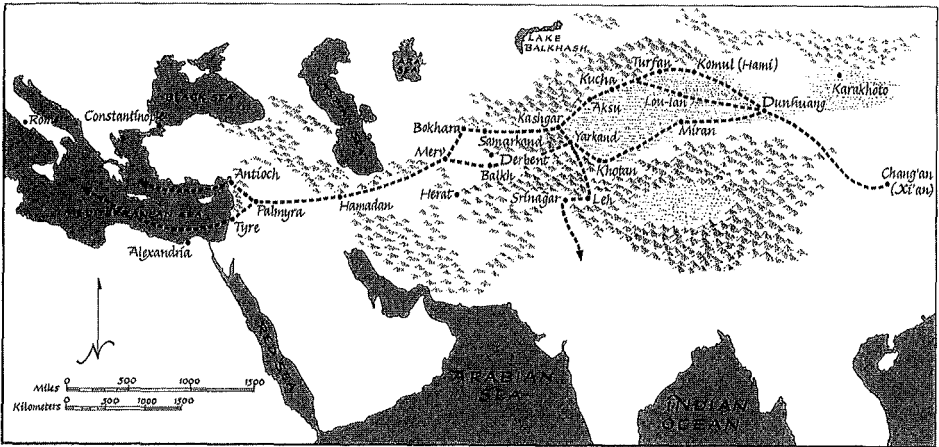 LAKE
BALKHASH
ARAL
SEA
BLACK SEA
Rome
Constantinople
Turfan
Komul (Hami)
Kucha
Karakhoto
Aksu
Lou-lan
Dunhuang
Kashgar
Bokhara
Samarkand
Yarkand
Miran
Merv
Derbent
Balkh
Khotan
Antioch
Chang'an
(Xi'an)
Herat
Srinagar
Leh
Palmyra
Hamadan
MEDITERRANEAN SEA
Tyre
Alexandria
N
ARABIAN
SEA
INDIAN
OCEAN
Miles 0 500 1000 1500
Kilometers 0 500 1000 1500